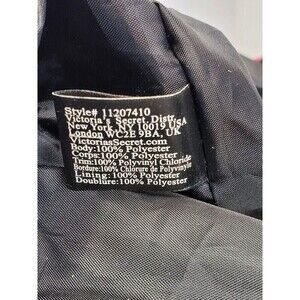 Style# 11207410
Victoria's Secret Distr.
New York, NY 10019 USA
London WC2E 9BA UK
VictoriasSecret.com
Body:100% Polyester
Corps:100% Polyester
Trim:100% Polyvinyl Chloride
Bordure:100% Chlorure de Polyvinyle
Lining: 100% Polyester
Doublure:100% Polyester